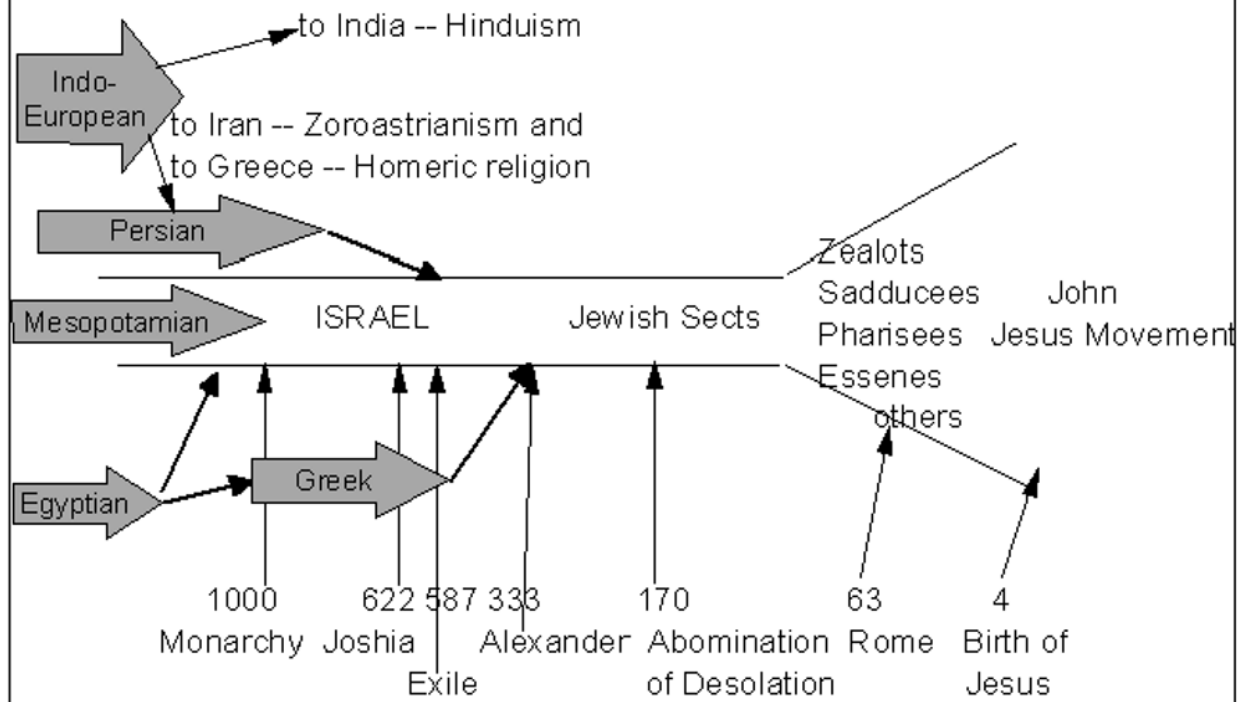 to India -- Hinduism
Indo-
European
to Iran -- Zoroastrianism and
to Greece -- Homeric religion
Persian
Zealots
Mesopotamian
ISRAEL
Jewish Sects
Sadducees
John
Pharisees
Jesus Movement
Essenes
others
Egyptian
Greek
1000
622
587
333
170
63
4
Monarchy
Joshia
Alexander
Abomination
Rome
Birth of
Exile
of Desolation
Jesus